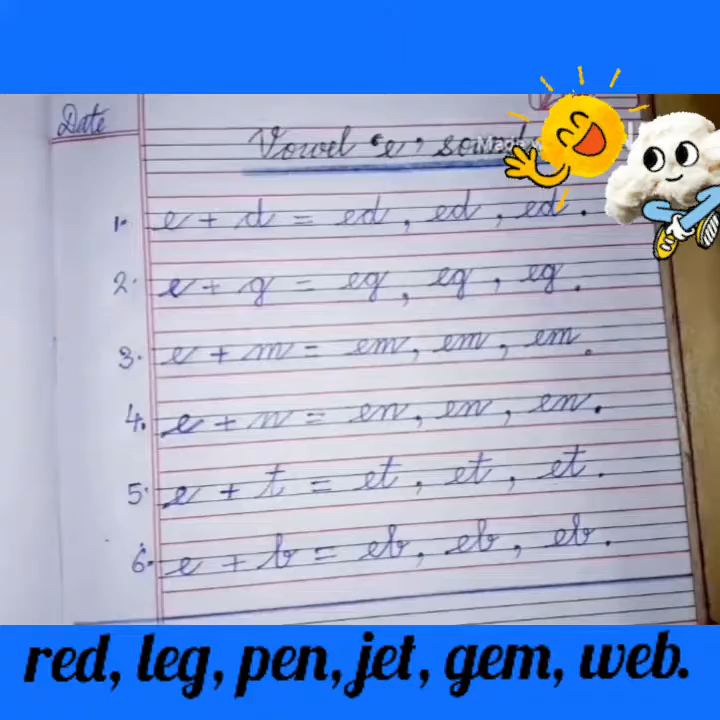 Date
Vowel 'e' sound
1. e + d = ed, ed, ed.
2. e + g = eg, eg, eg.
3. e + m = em, em, em.
4. e + n = en, en, en.
5. e + t = et, et, et.
6. e + b = eb, eb, eb.
red, leg, pen, jet, gem, web.